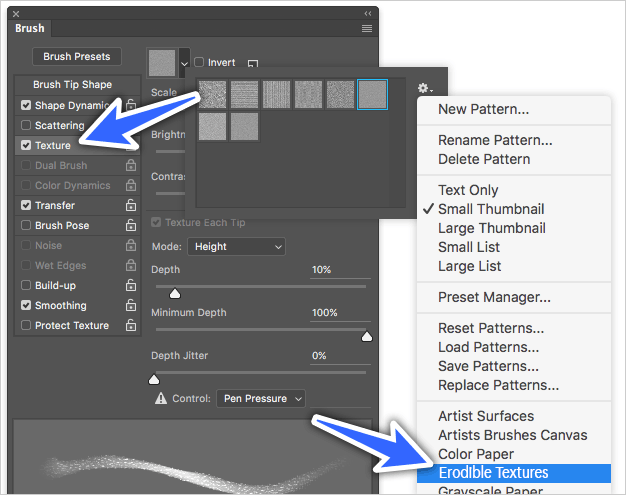 Brush
Brush Presets
Invert
Brush Tip Shape
Shape Dynamics
Scale
Scattering
Texture
Brightn
Dual Brush
Color Dynamics
Contras
Transfer
Brush Pose
Texture Each Tip
Noise
Mode: Height
Wet Edges
Depth 10%
Build-up
Smoothing
Minimum Depth 100%
Protect Texture
Depth Jitter 0%
Control: Pen Pressure
New Pattern...
Rename Pattern...
Delete Pattern
Text Only
Small Thumbnail
Large Thumbnail
Small List
Large List
Preset Manager...
Reset Patterns...
Load Patterns...
Save Patterns...
Replace Patterns...
Artist Surfaces
Artists Brushes Canvas
Color Paper
Erodible Textures
Grayscale Paper